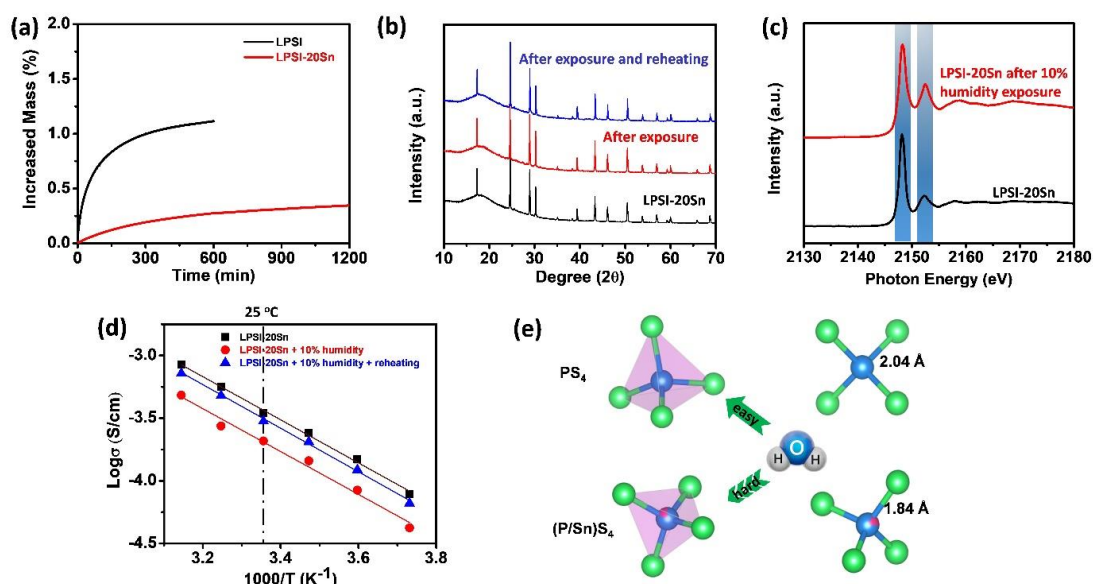 (a)
LPSI
LPSI-20Sn
Increased Mass (%)
2.0
1.5
1.0
0.5
0.0
0 300 600 900 1200
Time (min)
(b)
After exposure and reheating
After exposure
LPSI-20Sn
Intensity (a.u.)
10 20 30 40 50 60 70
Degree (2θ)
(c)
LPSI-20Sn after 10%
humidity exposure
LPSI-20Sn
Intensity (a.u.)
2130 2140 2150 2160 2170 2180
Photon Energy (eV)
25 °C
(d)
LPSI-20Sn
LPSI-20Sn + 10% humidity
LPSI-20Sn + 10% humidity + reheating
Logσ (S/cm)
-3.0
-3.5
-4.0
-4.5
3.2 3.4 3.6 3.8
1000/T (K⁻¹)
(e)
PS₄
2.04 Å
easy
H O H
hard
(P/Sn)S₄
1.84 Å